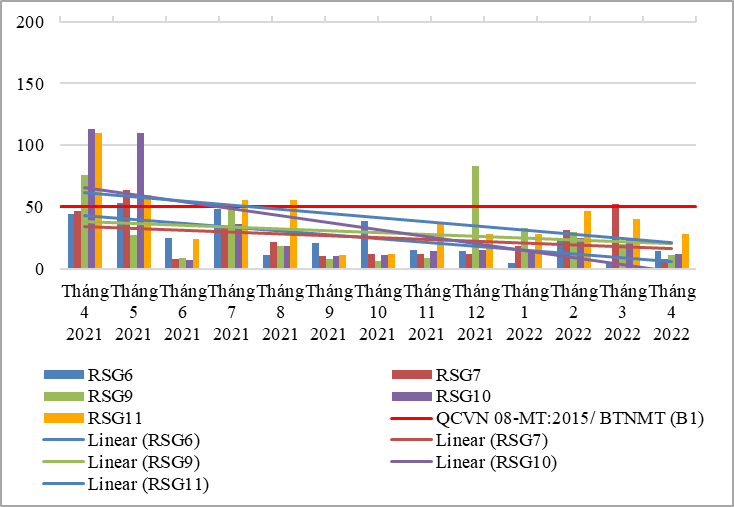 200
150
100
50
0
Tháng Tháng Tháng Tháng Tháng Tháng Tháng Tháng Tháng Tháng Tháng Tháng Tháng
4 5 6 7 8 9 10 11 12 1 2 3 4
2021 2021 2021 2021 2021 2021 2021 2021 2021 2022 2022 2022 2022
RSG6 RSG7
RSG9 RSG10
RSG11 QCVN 08-MT:2015/ BTNMT (B1)
Linear (RSG6) Linear (RSG7)
Linear (RSG9) Linear (RSG10)
Linear (RSG11)